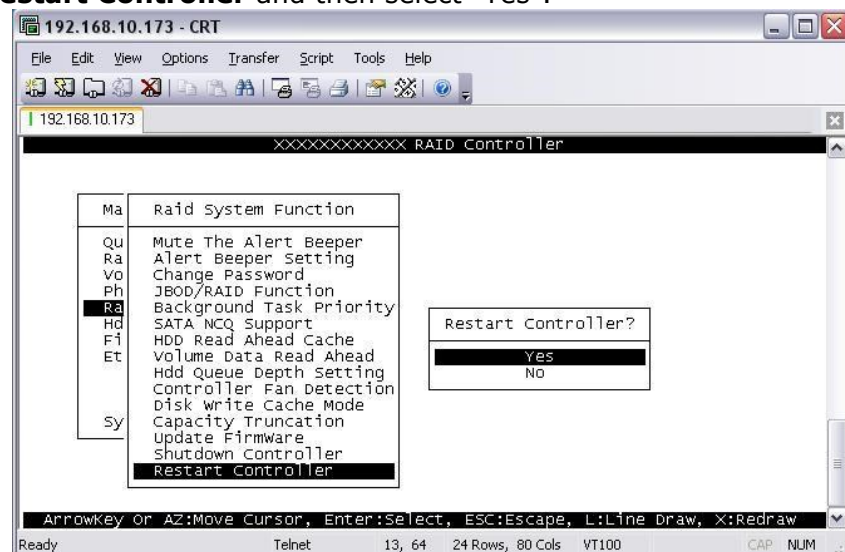 estart Controller and then select "Yes".
192.168.10.173 - CRT
File Edit View Options Transfer Script Tools Help
192.168.10.173
XXXXXXXXXXXX RAID Controller
Ma
Raid System Function
Qu
Ra
Vo
Ph
Ra
Hd
Fi
Et
Sy
Mute The Alert Beeper
Alert Beeper Setting
Change Password
JBOD/RAID Function
Background Task Priority
SATA NCQ Support
HDD Read Ahead Cache
Volume Data Read Ahead
Hdd Queue Depth Setting
Controller Fan Detection
Disk Write Cache Mode
Capacity Truncation
Update FirmWare
Shutdown Controller
Restart Controller
Restart Controller?
Yes
No
ArrowKey Or AZ:Move Cursor, Enter:Select, ESC:Escape, L:Line Draw, X:Redraw
Ready Telnet 13, 64 24 Rows, 80 Cols VT100 CAP NUM